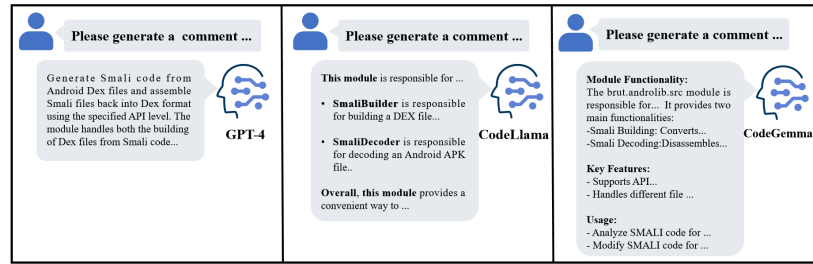 Please generate a comment ...
Generate Smali code from
Android Dex files and assemble
Smali files back into Dex format
using the specified API level. The
module handles both the building
of Dex files from Smali code...
GPT-4
Please generate a comment ...
This module is responsible for ...
• SmaliBuilder is responsible
for building a DEX file...
• SmaliDecoder is responsible
for decoding an Android APK
file..
Overall, this module provides a
convenient way to ...
CodeLlama
Please generate a comment ...
Module Functionality:
The brut.androlib.src module is
responsible for... It provides two
main functionalities:
-Smali Building: Converts...
-Smali Decoding:Disassembles...
Key Features:
- Supports API...
- Handles different file ...
Usage:
- Analyze SMALI code for ...
- Modify SMALI code for ...
CodeGemma